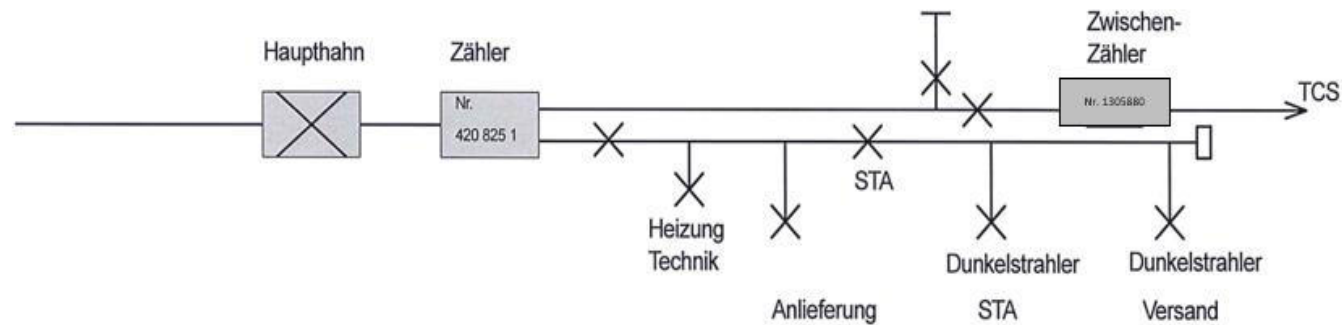 Haupthahn
Zähler
Zwischen-
Zähler
Nr.
420 825 1
Nr. 1305880
TCS
STA
Heizung
Technik
Dunkelstrahler
Dunkelstrahler
Anlieferung
STA
Versand